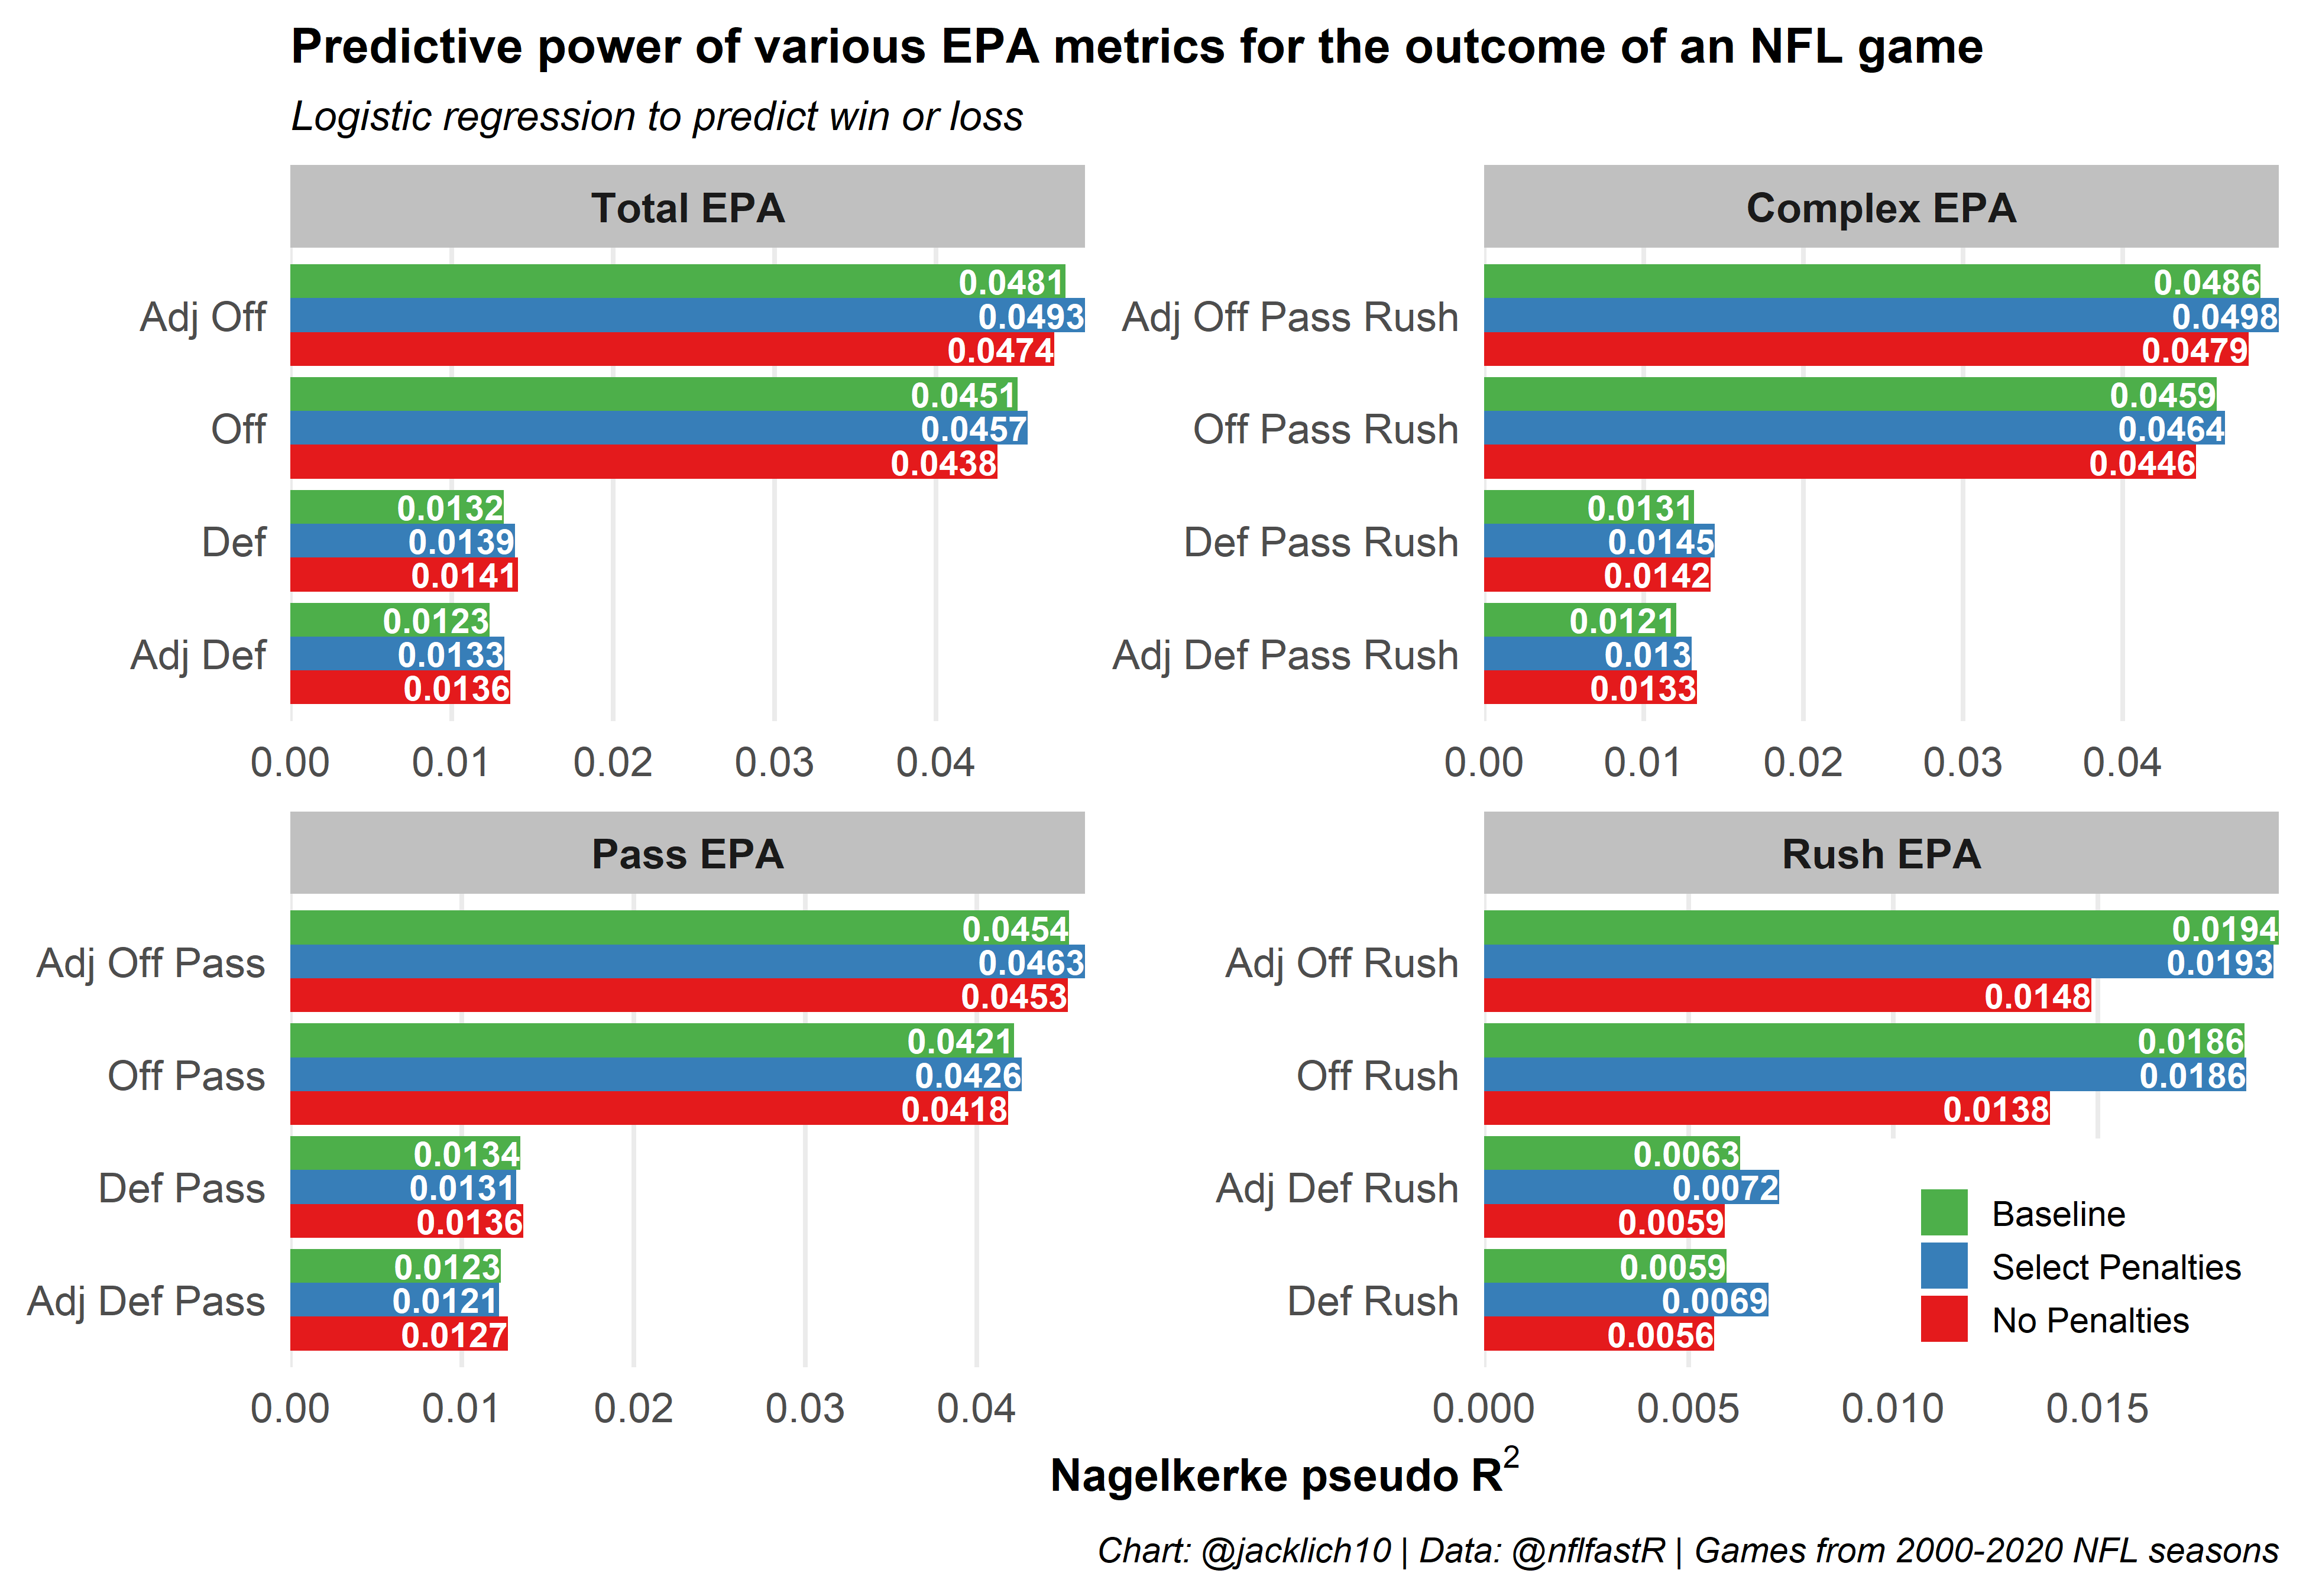 Predictive power of various EPA metrics for the outcome of an NFL game
Logistic regression to predict win or loss
Total EPA
Adj Off
0.0481
0.0493
0.0474
Off
0.0451
0.0457
0.0438
Def
0.0132
0.0139
0.0141
Adj Def
0.0123
0.0133
0.0136
0.00 0.01 0.02 0.03 0.04
Complex EPA
Adj Off Pass Rush
0.0486
0.0498
0.0479
Off Pass Rush
0.0459
0.0464
0.0446
Def Pass Rush
0.0131
0.0145
0.0142
Adj Def Pass Rush
0.0121
0.013
0.0133
0.00 0.01 0.02 0.03 0.04
Pass EPA
Adj Off Pass
0.0454
0.0463
0.0453
Off Pass
0.0421
0.0426
0.0418
Def Pass
0.0134
0.0131
0.0136
Adj Def Pass
0.0123
0.0121
0.0127
0.00 0.01 0.02 0.03 0.04
Rush EPA
Adj Off Rush
0.0194
0.0193
0.0148
Off Rush
0.0186
0.0186
0.0138
Adj Def Rush
0.0063
0.0072
0.0059
Def Rush
0.0059
0.0069
0.0056
Baseline
Select Penalties
No Penalties
0.000 0.005 0.010 0.015
Nagelkerke pseudo R²
Chart: @jacklich10 | Data: @nflfastR | Games from 2000-2020 NFL seasons